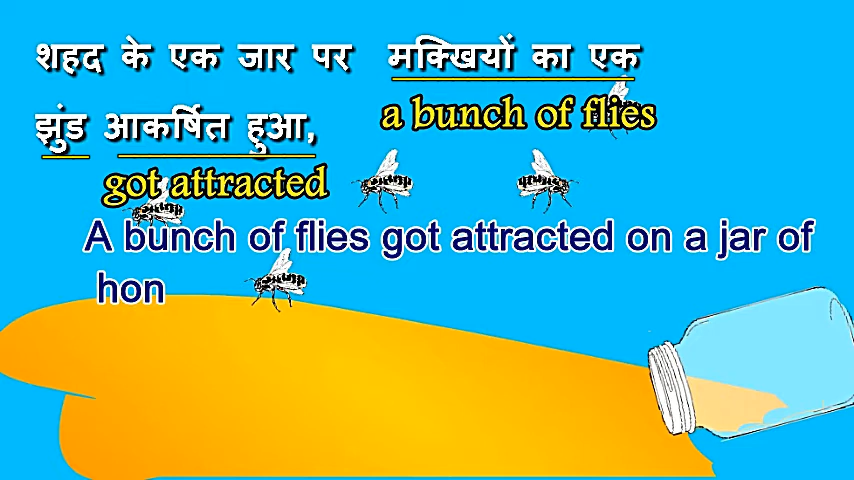 शहद के एक जार पर मक्खियों का एक
a bunch of flies
झुंड आकर्षित हुआ,
got attracted
A bunch of flies got attracted on a jar of
hon